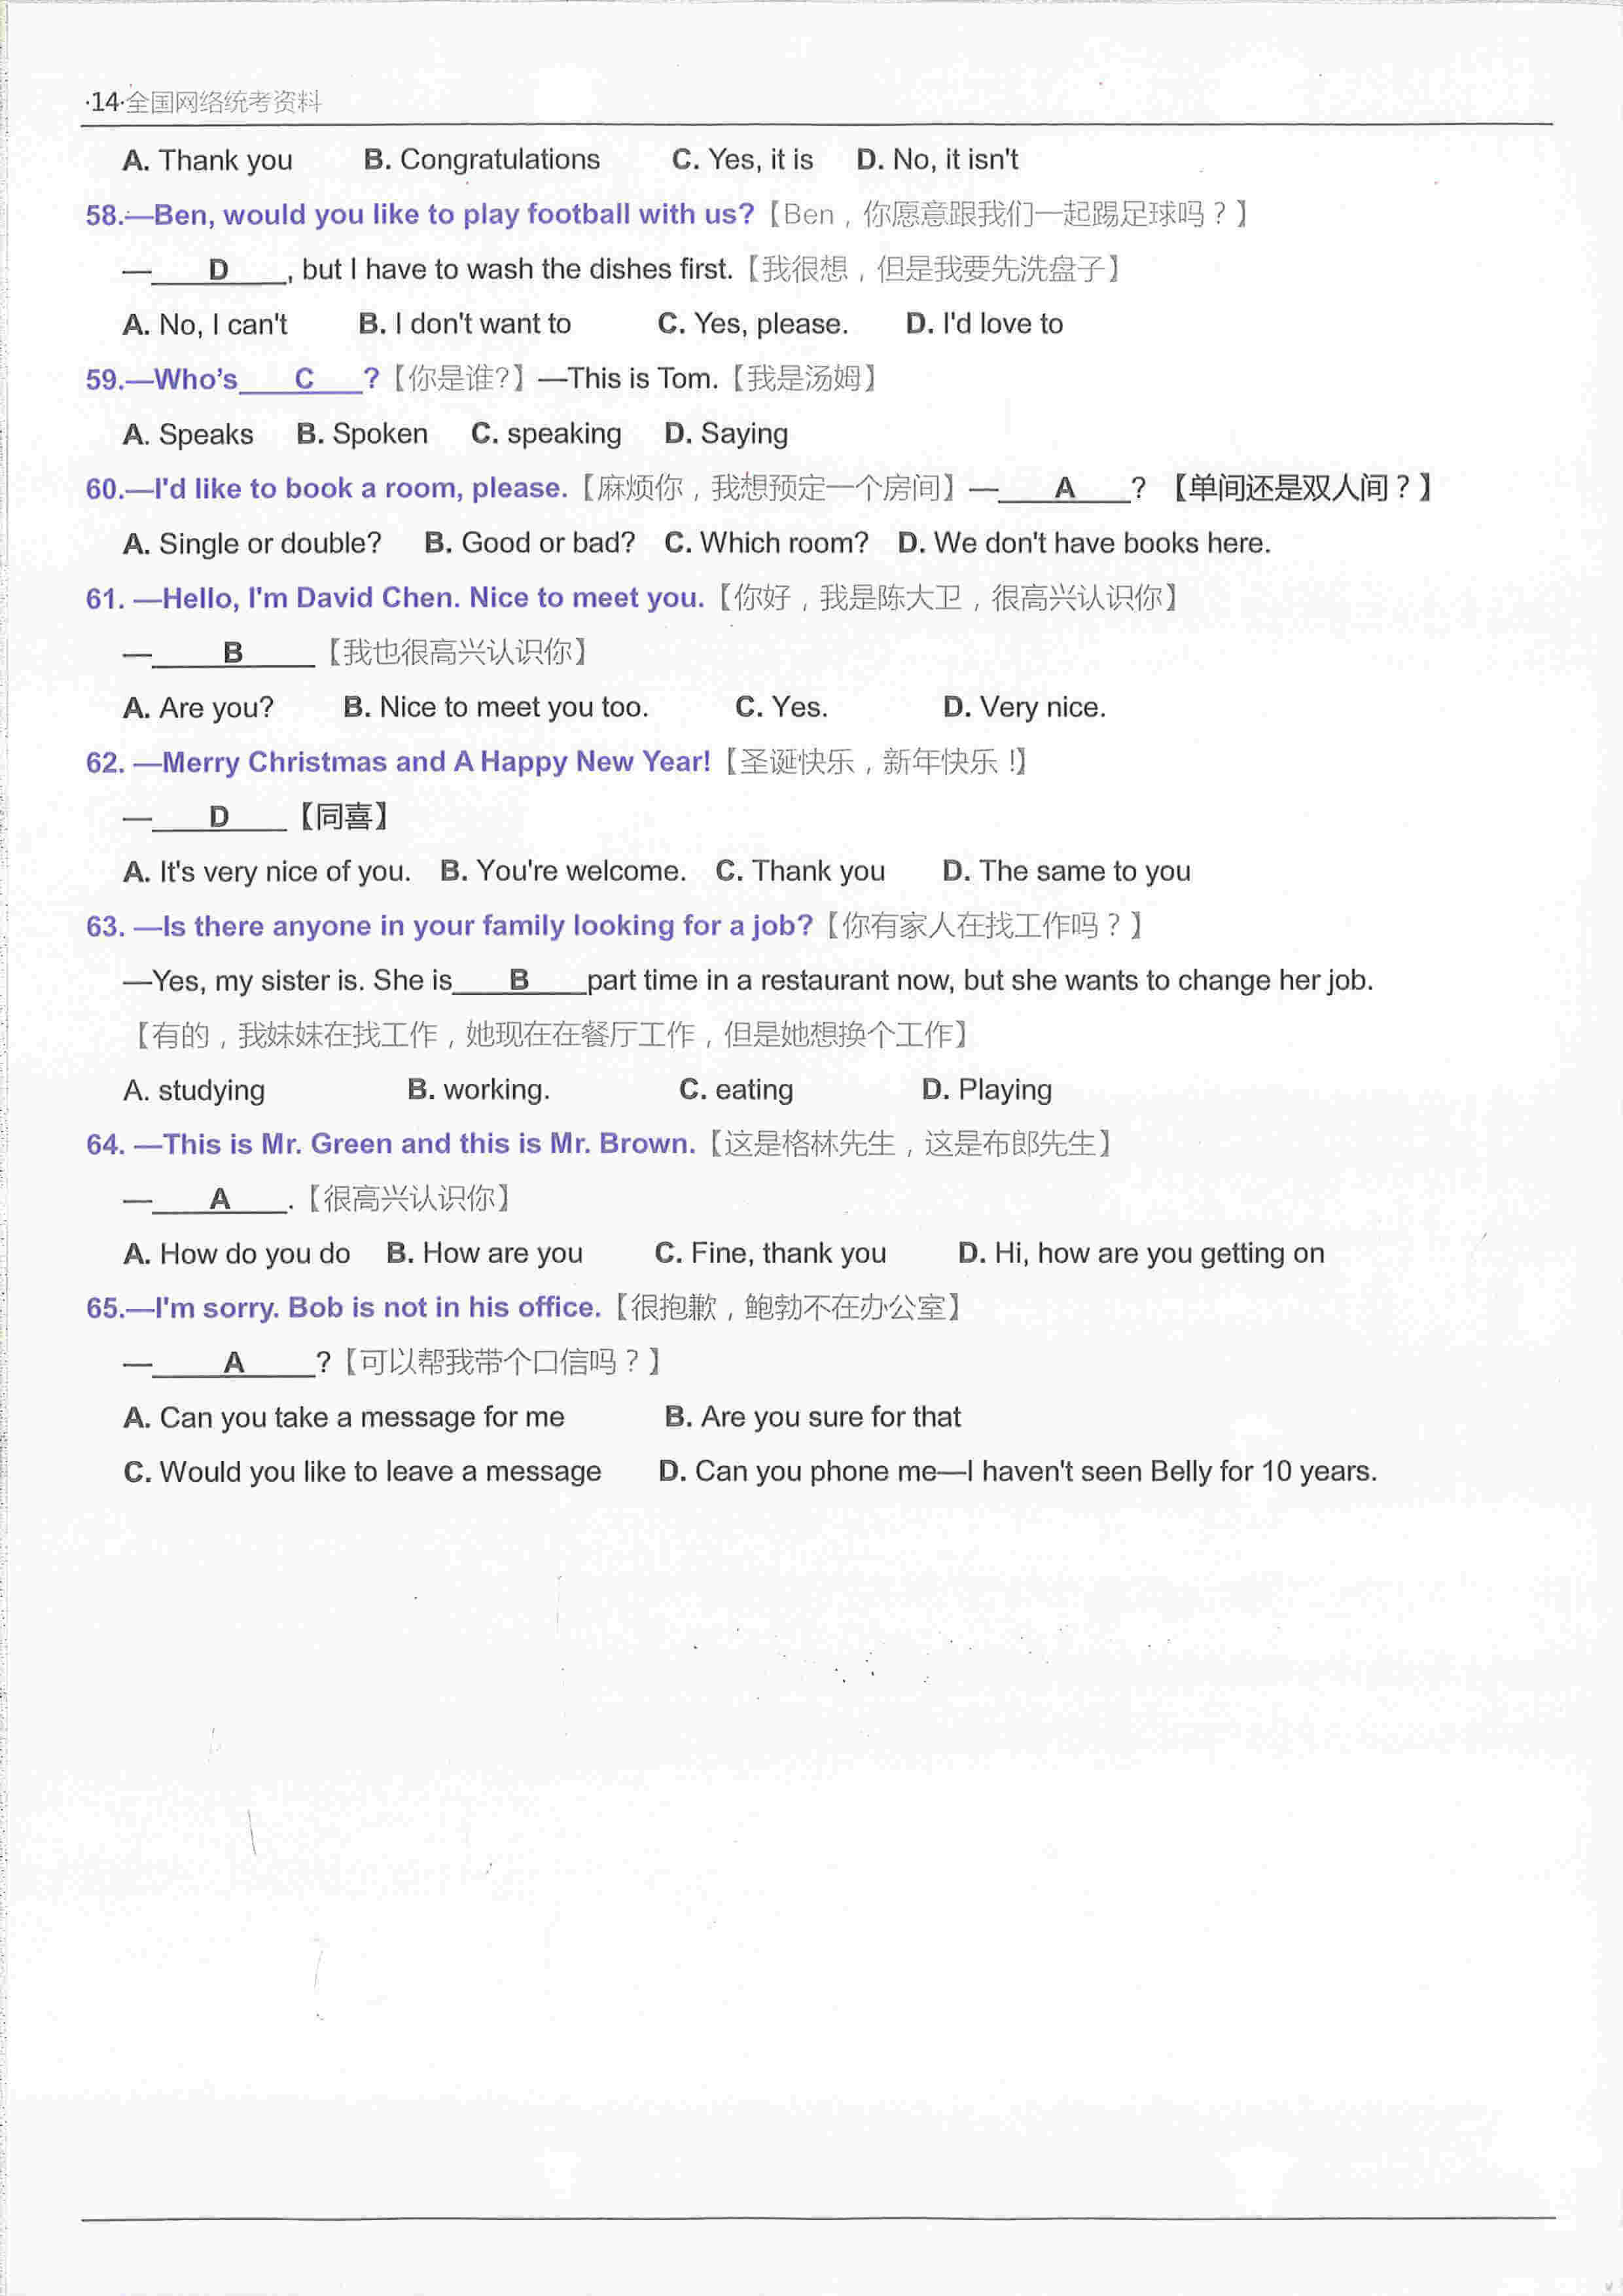 ·14·全国网络统考资料
A. Thank you B. Congratulations C. Yes, it is D. No, it isn't
58.—Ben, would you like to play football with us?【Ben，你愿意跟我们一起踢足球吗？】
—____D____, but I have to wash the dishes first.【我很想，但是我要先洗盘子】
A. No, I can't B. I don't want to C. Yes, please. D. I'd love to
59.—Who's____C____?【你是谁?】—This is Tom.【我是汤姆】
A. Speaks B. Spoken C. speaking D. Saying
60.—I'd like to book a room, please.【麻烦你，我想预定一个房间】—____A____? 【单间还是双人间？】
A. Single or double? B. Good or bad? C. Which room? D. We don't have books here.
61. —Hello, I'm David Chen. Nice to meet you.【你好，我是陈大卫，很高兴认识你】
—____B____【我也很高兴认识你】
A. Are you? B. Nice to meet you too. C. Yes. D. Very nice.
62. —Merry Christmas and A Happy New Year!【圣诞快乐，新年快乐 !】
—____D____【同喜】
A. It's very nice of you. B. You're welcome. C. Thank you D. The same to you
63. —Is there anyone in your family looking for a job?【你有家人在找工作吗？】
—Yes, my sister is. She is____B____part time in a restaurant now, but she wants to change her job.
【有的，我妹妹在找工作，她现在在餐厅工作，但是她想换个工作】
A. studying B. working. C. eating D. Playing
64. —This is Mr. Green and this is Mr. Brown.【这是格林先生，这是布郎先生】
—____A____.【很高兴认识你】
A. How do you do B. How are you C. Fine, thank you D. Hi, how are you getting on
65.—I'm sorry. Bob is not in his office.【很抱歉，鲍勃不在办公室】
—____A____?【可以帮我带个口信吗？】
A. Can you take a message for me B. Are you sure for that
C. Would you like to leave a message D. Can you phone me—I haven't seen Belly for 10 years.